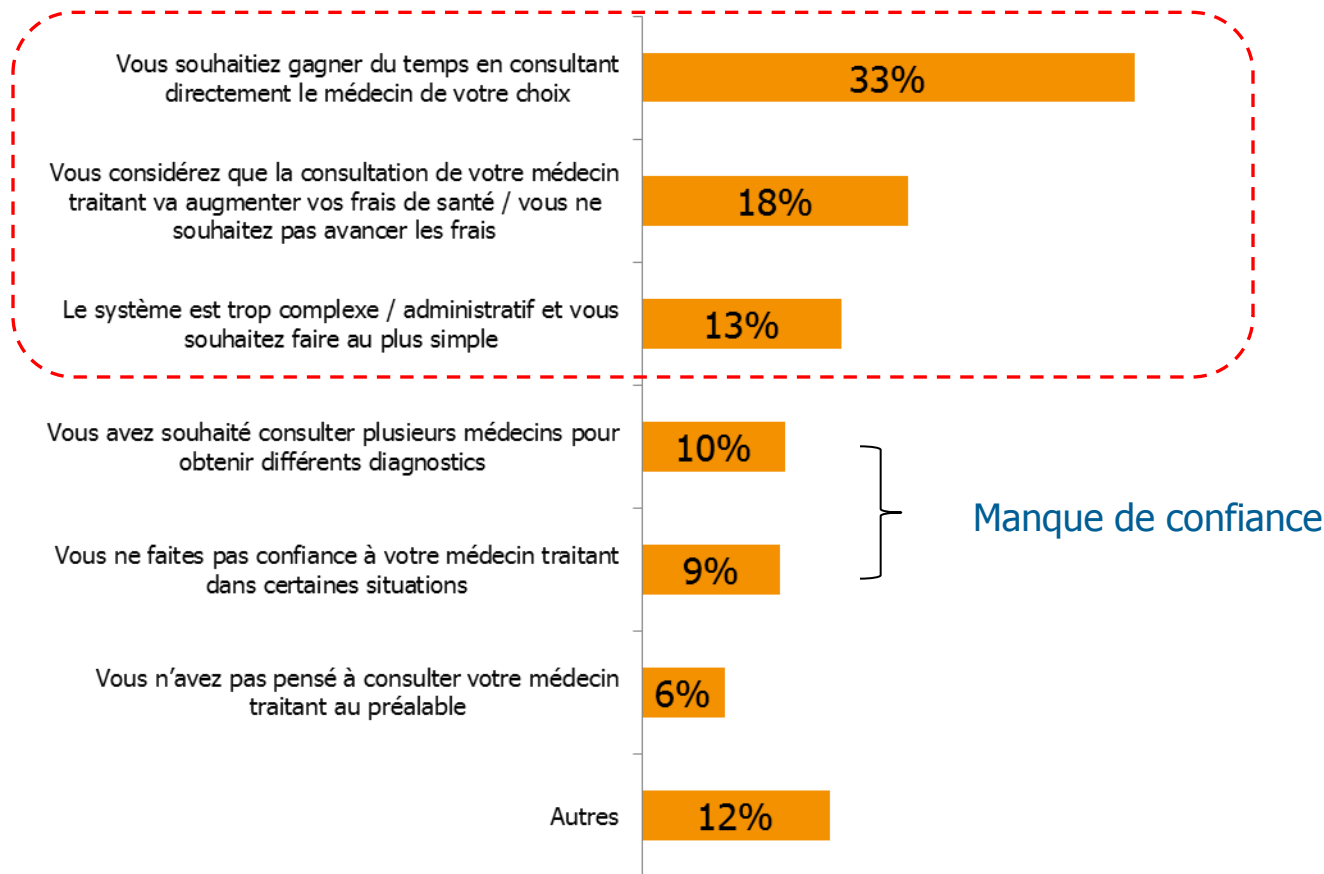 Vous souhaitiez gagner du temps en consultant
directement le médecin de votre choix
33%
Vous considérez que la consultation de votre médecin
traitant va augmenter vos frais de santé / vous ne
souhaitez pas avancer les frais
18%
Le système est trop complexe / administratif et vous
souhaitez faire au plus simple
13%
Vous avez souhaité consulter plusieurs médecins pour
obtenir différents diagnostics
10%
Manque de confiance
Vous ne faites pas confiance à votre médecin traitant
dans certaines situations
9%
Vous n’avez pas pensé à consulter votre médecin
traitant au préalable
6%
Autres
12%